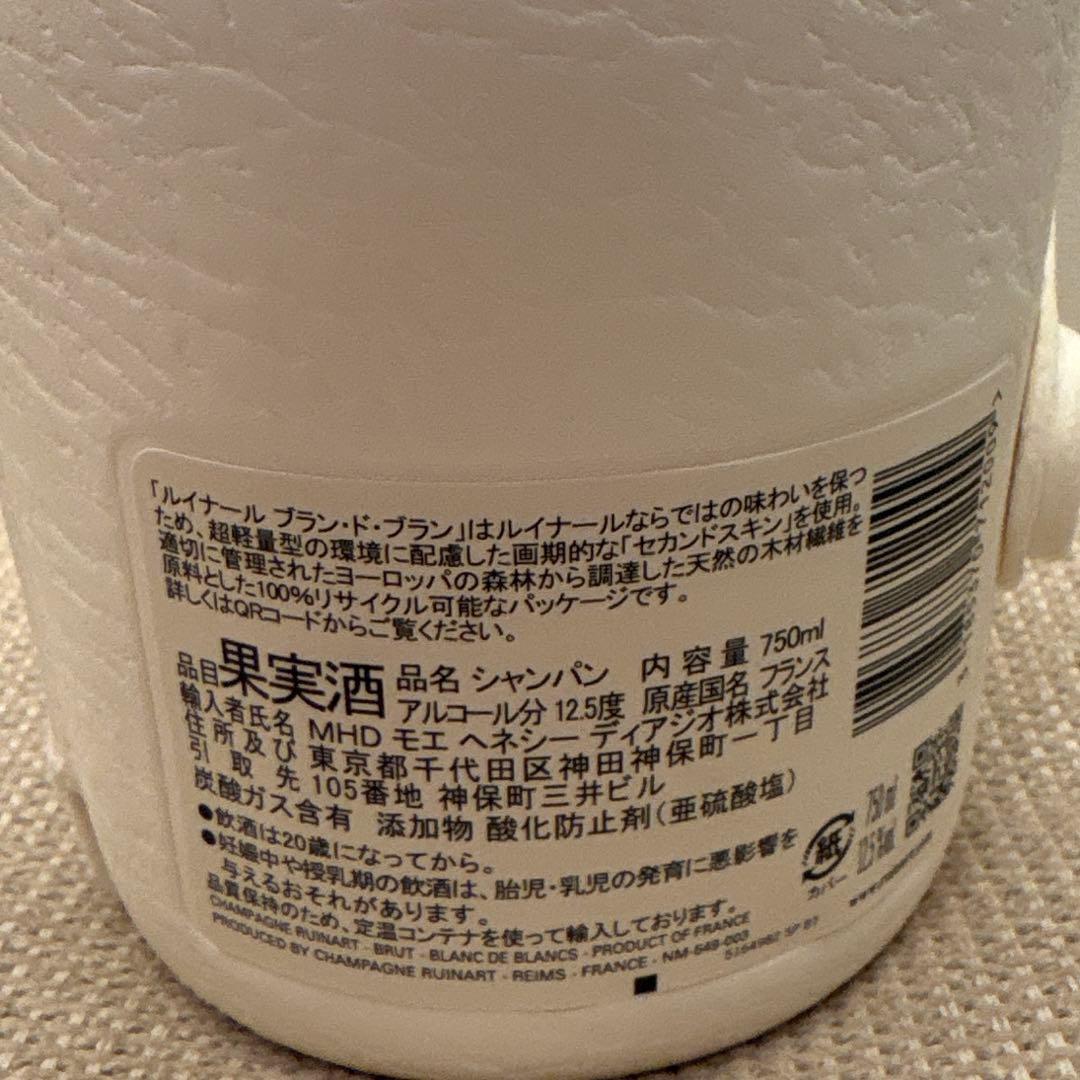 「ルイナール ブラン・ド・ブラン」はルイナールならではの味わいを保つ
ため、超軽量型の環境に配慮した画期的な「セカンドスキン」を使用。
適切に管理されたヨーロッパの森林から調達した天然の木材繊維を
原料とした100%リサイクル可能なパッケージです。
詳しくはQRコードからご覧ください。
品目 果実酒 品名 シャンパン 内容量 750ml
アルコール分 12.5度 原産国名 フランス
輸入者氏名 MHD モエ ヘネシー ディアジオ株式会社
住所及び 東京都千代田区神田神保町一丁目
引取先 105番地 神保町三井ビル
炭酸ガス含有 添加物 酸化防止剤(亜硫酸塩)
●飲酒は20歳になってから。
●妊娠中や授乳期の飲酒は、胎児・乳児の発育に悪影響を
与えるおそれがあります。
品質保持のため、定温コンテナを使って輸入しております。
CHAMPAGNE RUINART - BRUT - BLANC DE BLANCS - PRODUCT OF FRANCE
PRODUCED BY CHAMPAGNE RUINART - REIMS - FRANCE - NM-549-003
紙
カバー
750 ml